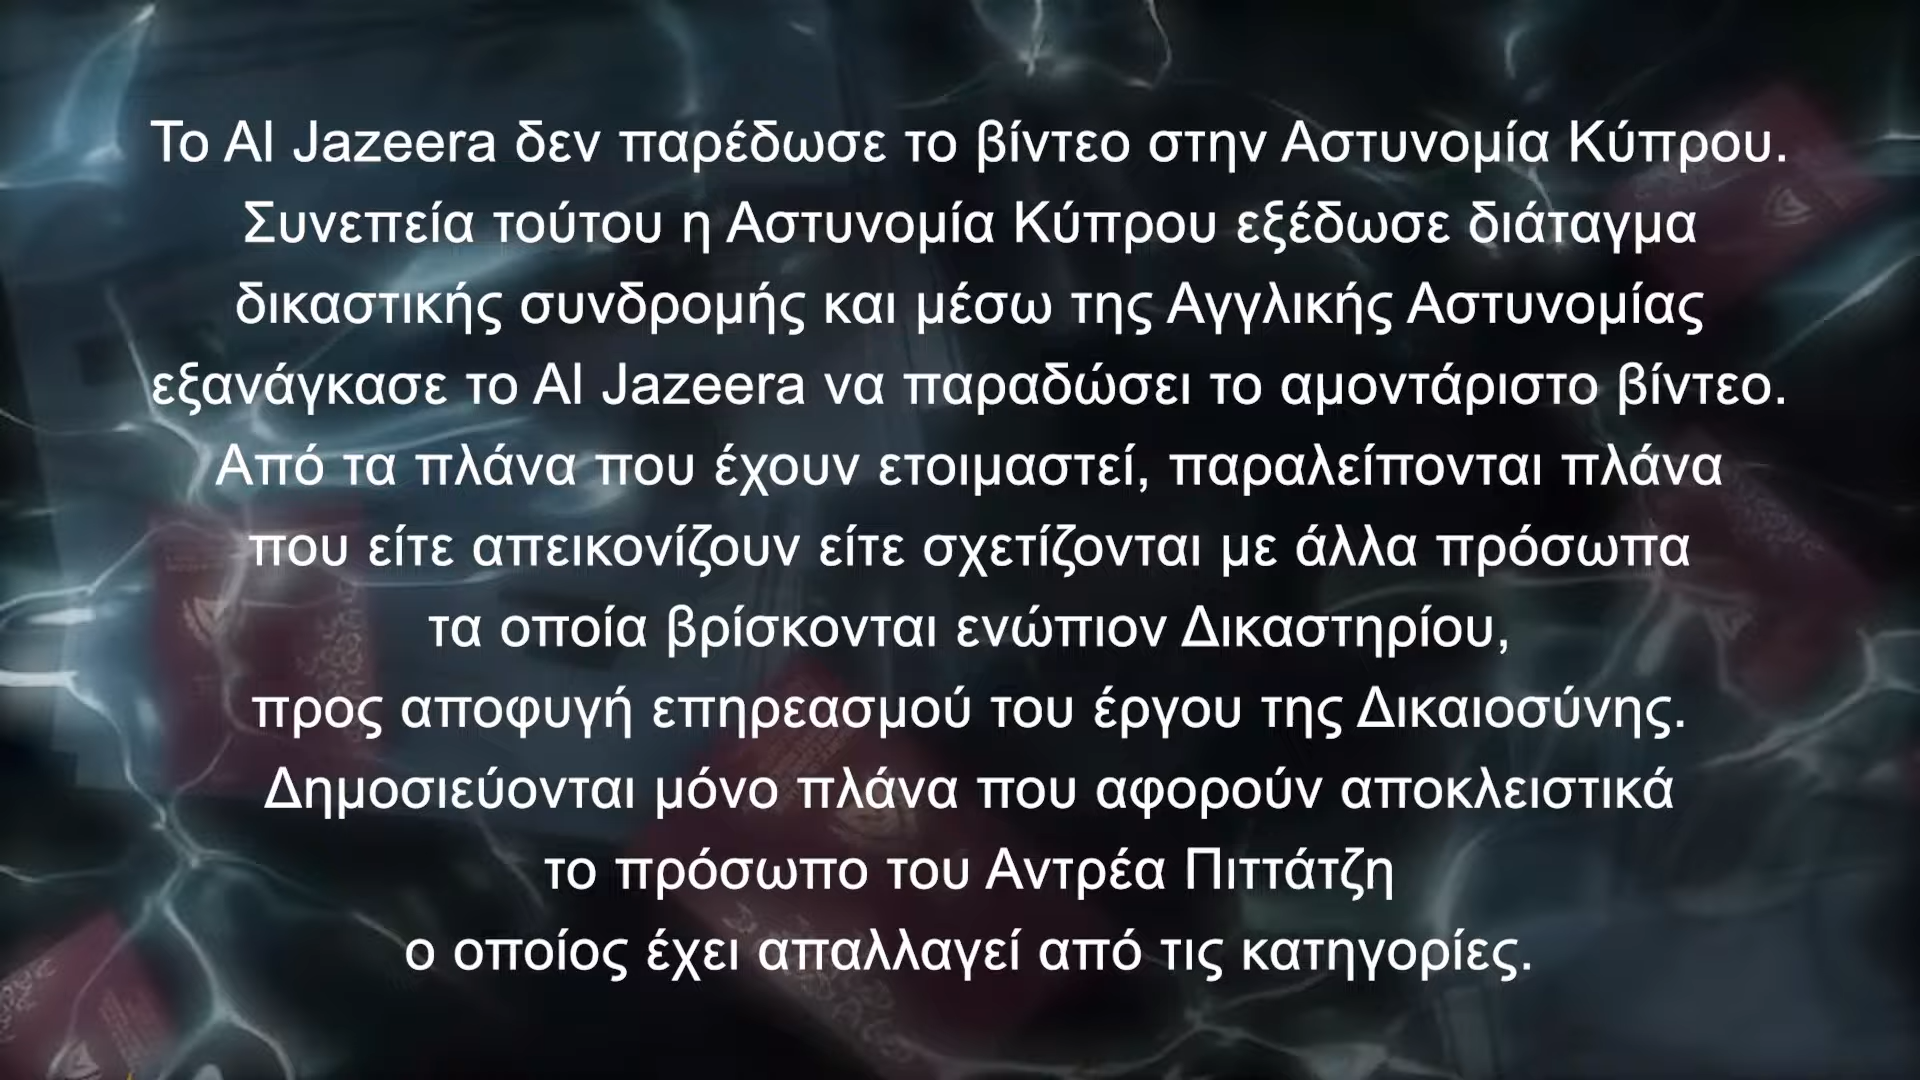 Το Al Jazeera δεν παρέδωσε το βίντεο στην Αστυνομία Κύπρου.
Συνεπεία τούτου η Αστυνομία Κύπρου εξέδωσε διάταγμα
δικαστικής συνδρομής και μέσω της Αγγλικής Αστυνομίας
εξανάγκασε το Al Jazeera να παραδώσει το αμοντάριστο βίντεο.
Από τα πλάνα που έχουν ετοιμαστεί, παραλείπονται πλάνα
που είτε απεικονίζουν είτε σχετίζονται με άλλα πρόσωπα
τα οποία βρίσκονται ενώπιον Δικαστηρίου,
προς αποφυγή επηρεασμού του έργου της Δικαιοσύνης.
Δημοσιεύονται μόνο πλάνα που αφορούν αποκλειστικά
το πρόσωπο του Αντρέα Πιττάτζη
ο οποίος έχει απαλλαγεί από τις κατηγορίες.